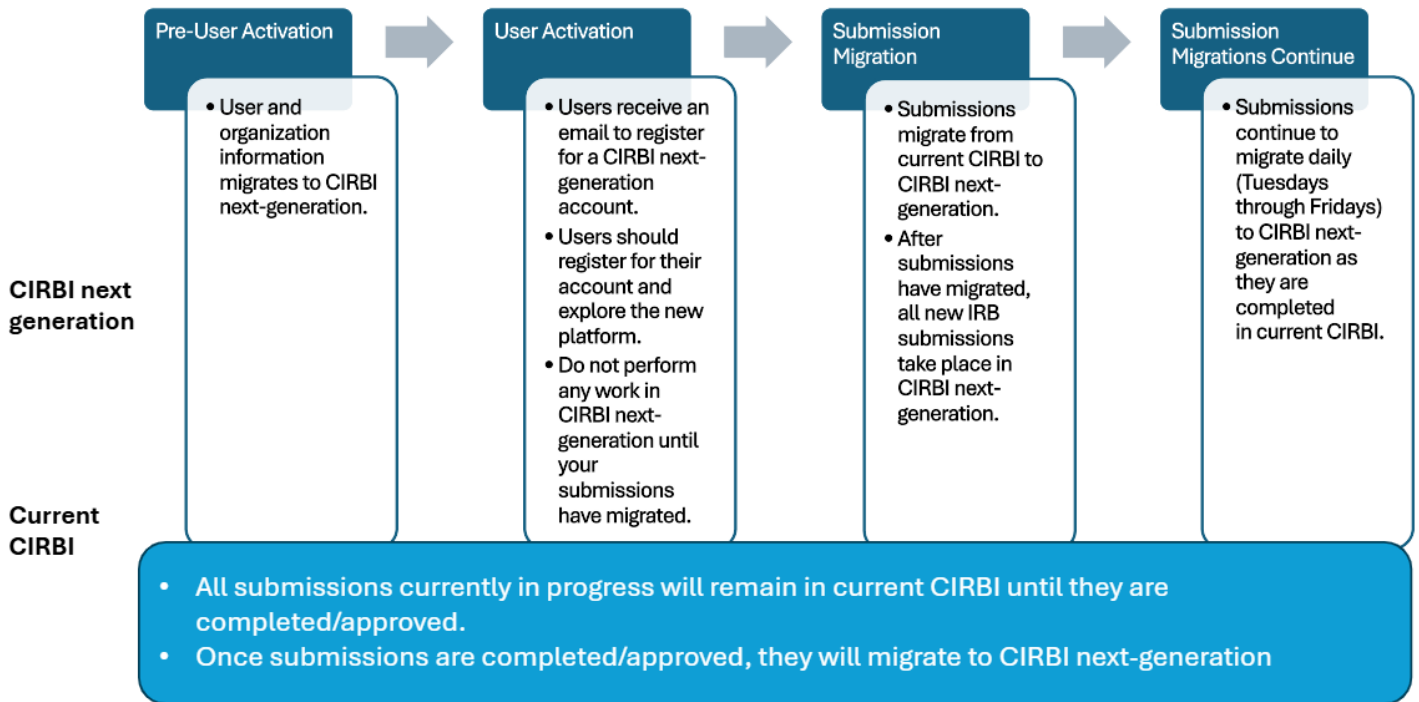 Pre-User Activation
• User and
organization
information
migrates to CIRBI
next-generation.
User Activation
• Users receive an
email to register
for a CIRBI next-
generation
account.
• Users should
register for their
account and
explore the new
platform.
• Do not perform
any work in
CIRBI next-
generation until
your
submissions
have migrated.
Submission
Migration
• Submissions
migrate from
current CIRBI to
CIRBI next-
generation.
• After
submissions
have migrated,
all new IRB
submissions
take place in
CIRBI next-
generation.
Submission
Migrations Continue
• Submissions
continue to
migrate daily
(Tuesdays
through Fridays)
to CIRBI next-
generation as
they are
completed
in current CIRBI.
CIRBI next
generation
Current
CIRBI
• All submissions currently in progress will remain in current CIRBI until they are
completed/approved.
• Once submissions are completed/approved, they will migrate to CIRBI next-generation